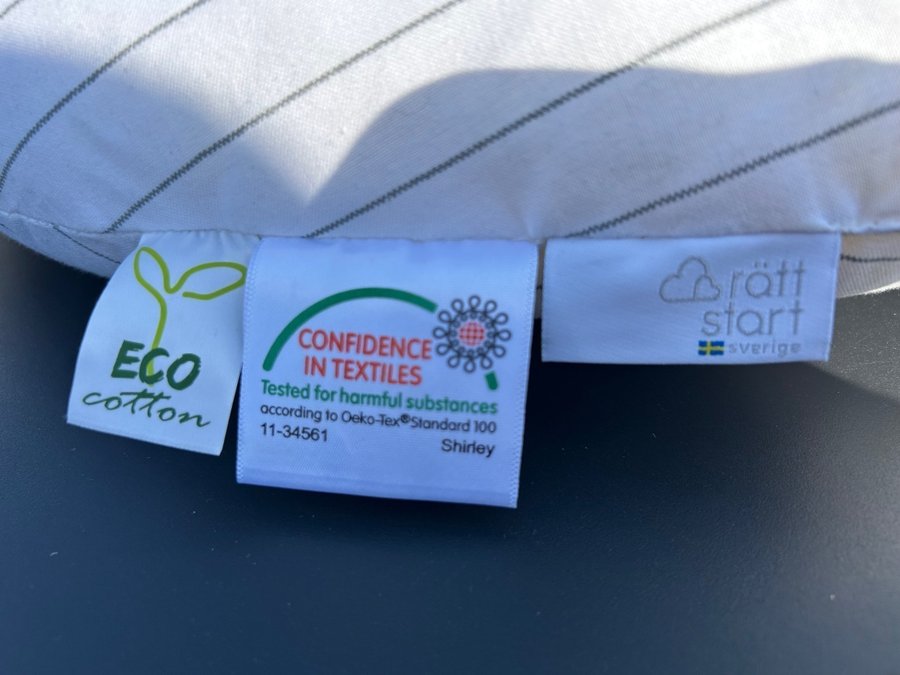 ECO
cotton
CONFIDENCE
IN TEXTILES
Tested for harmful substances
according to Oeko-Tex®Standard 100
11-34561
Shirley
rätt
start
sverige